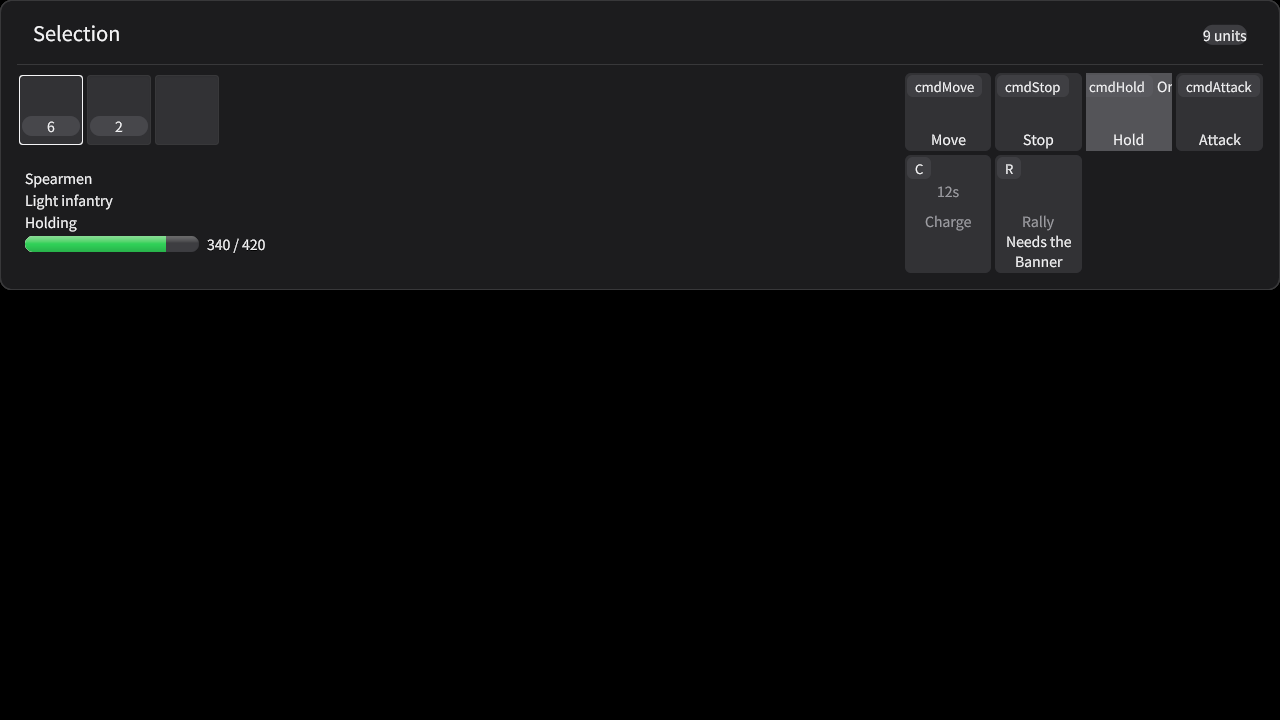 Selection
9 units
6
2
Spearmen
Light infantry
Holding
340 / 420
cmdMove
Move
cmdStop
Stop
cmdHold
Hold
cmdAttack
Attack
C
12s
Charge
R
Rally
Needs the
Banner